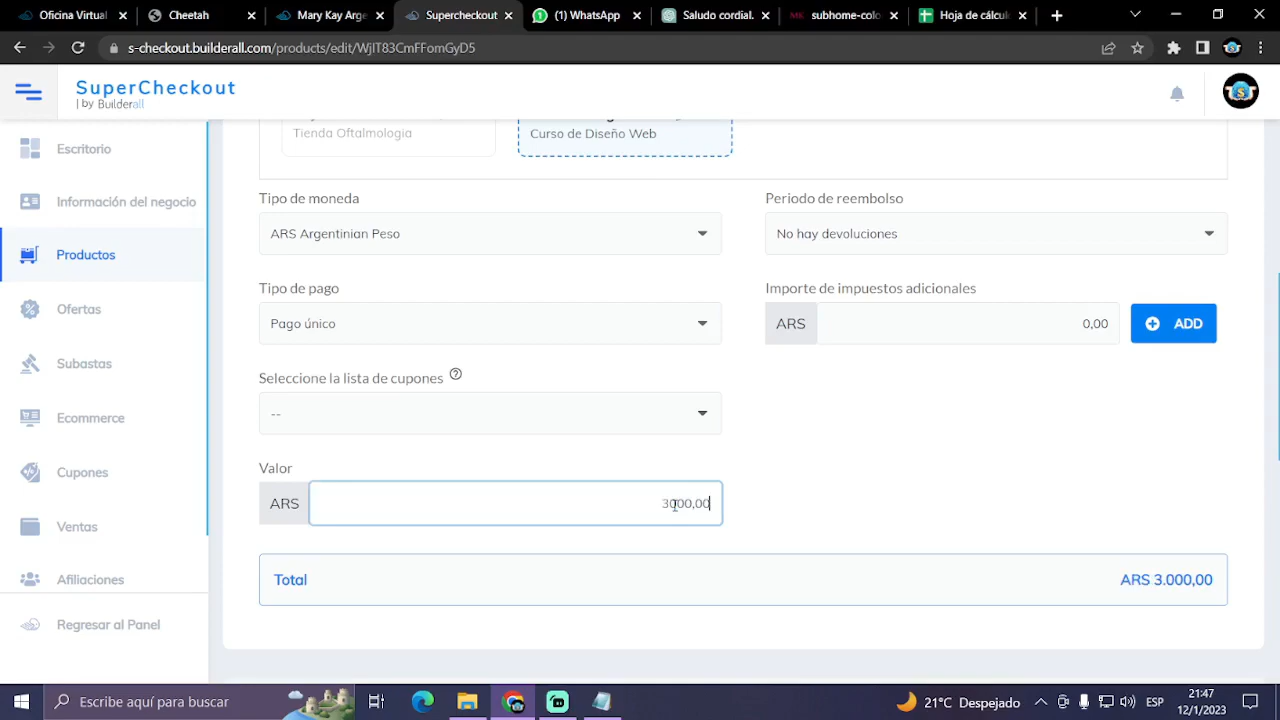 Oficina Virtual
Cheetah
Mary Kay Arge
Supercheckout
(1) WhatsApp
Saludo cordial.
subhome-colo
Hoja de cálcul
s-checkout.builderall.com/products/edit/WjIT83CmFFomGyD5
SuperCheckout
| by Builderall
Escritorio
Información del negocio
Productos
Ofertas
Subastas
Ecommerce
Cupones
Ventas
Afiliaciones
Regresar al Panel
Tienda Oftalmologia
Curso de Diseño Web
Tipo de moneda
ARS Argentinian Peso
Periodo de reembolso
No hay devoluciones
Tipo de pago
Pago único
Importe de impuestos adicionales
ARS
0,00
ADD
Seleccione la lista de cupones
--
Valor
ARS
3000,00
Total
ARS 3.000,00
Escribe aquí para buscar
21°C Despejado
ESP
21:47
12/1/2023